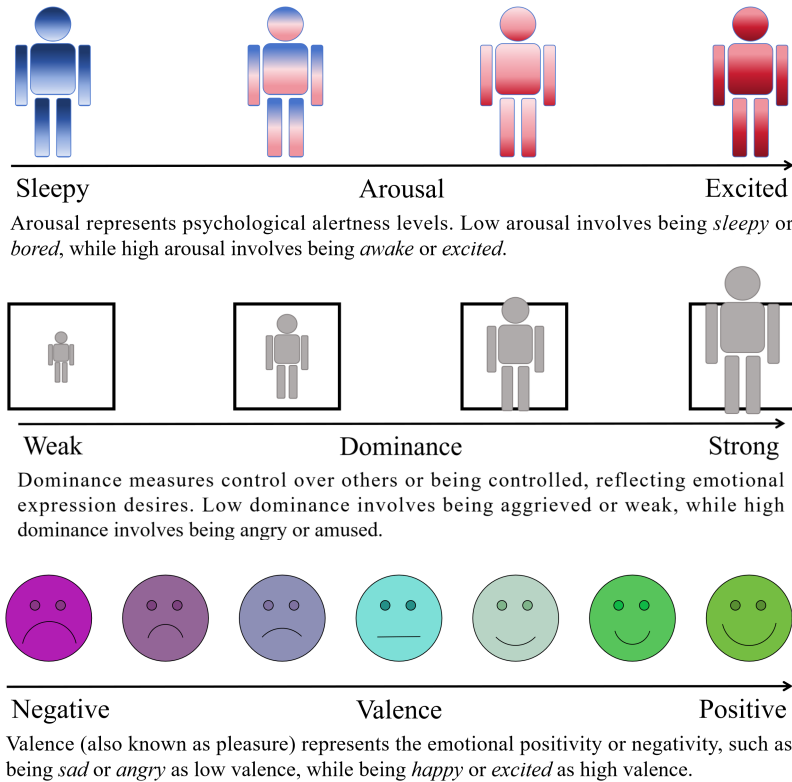 Sleepy Arousal Excited
Arousal represents psychological alertness levels. Low arousal involves being sleepy or
bored, while high arousal involves being awake or excited.
Weak Dominance Strong
Dominance measures control over others or being controlled, reflecting emotional
expression desires. Low dominance involves being aggrieved or weak, while high
dominance involves being angry or amused.
Negative Valence Positive
Valence (also known as pleasure) represents the emotional positivity or negativity, such as
being sad or angry as low valence, while being happy or excited as high valence.